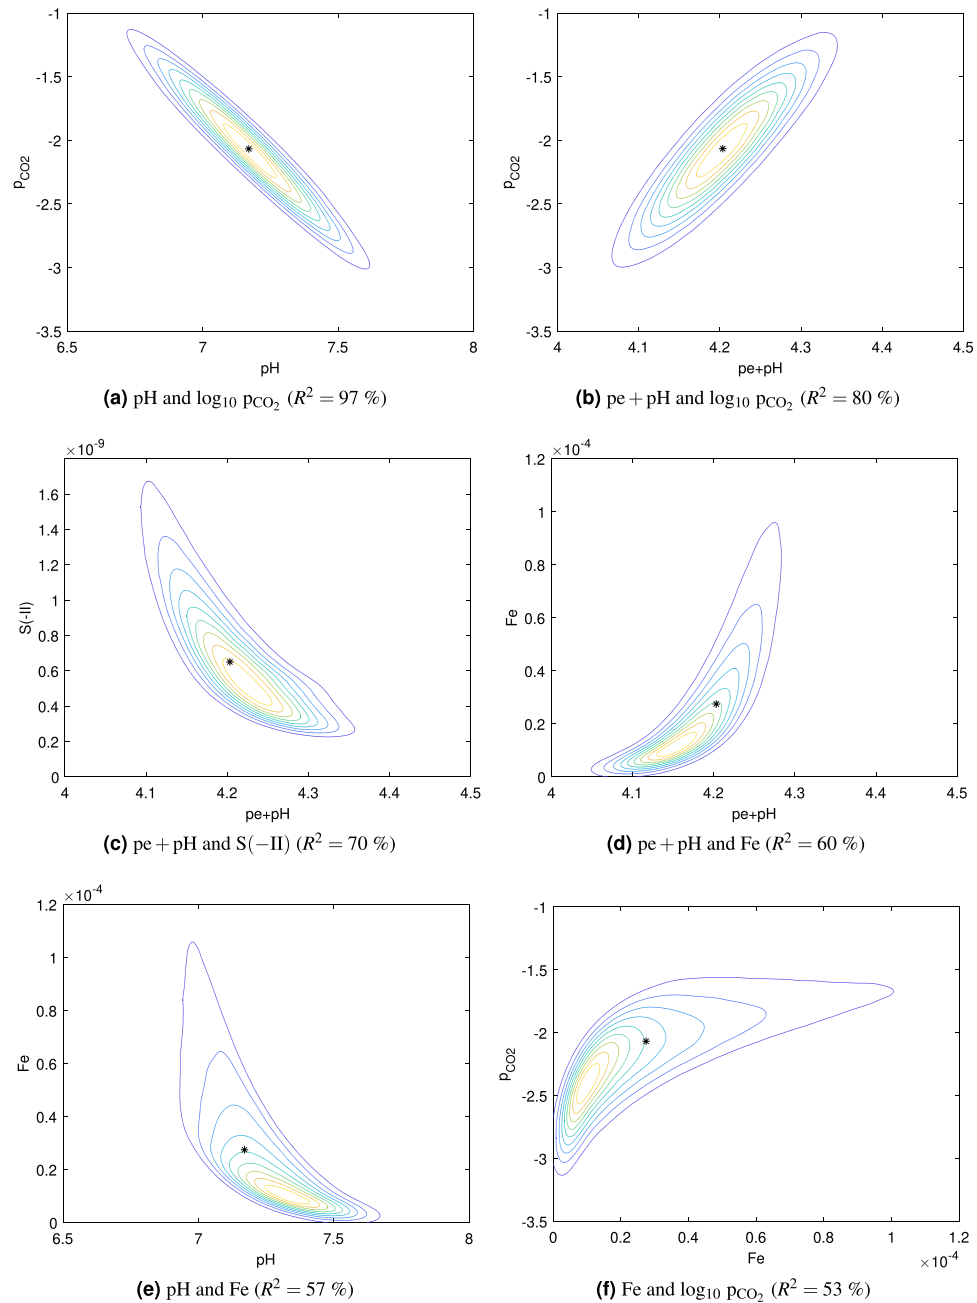 -1
-1.5
-2
-2.5
-3
-3.5
p_CO2
6.5 7 7.5 8
pH
(a) pH and log10 pCO2 (R² = 97 %)
-1
-1.5
-2
-2.5
-3
-3.5
p_CO2
4 4.1 4.2 4.3 4.4 4.5
pe+pH
(b) pe + pH and log10 pCO2 (R² = 80 %)
×10^-9
1.6
1.4
1.2
1
0.8
0.6
0.4
0.2
0
S(-II)
4 4.1 4.2 4.3 4.4 4.5
pe+pH
(c) pe + pH and S(−II) (R² = 70 %)
×10^-4
1.2
1
0.8
0.6
0.4
0.2
0
Fe
4 4.1 4.2 4.3 4.4 4.5
pe+pH
(d) pe + pH and Fe (R² = 60 %)
×10^-4
1.2
1
0.8
0.6
0.4
0.2
0
Fe
6.5 7 7.5 8
pH
(e) pH and Fe (R² = 57 %)
-1
-1.5
-2
-2.5
-3
-3.5
p_CO2
0 0.2 0.4 0.6 0.8 1 1.2
Fe
×10^-4
(f) Fe and log10 pCO2 (R² = 53 %)